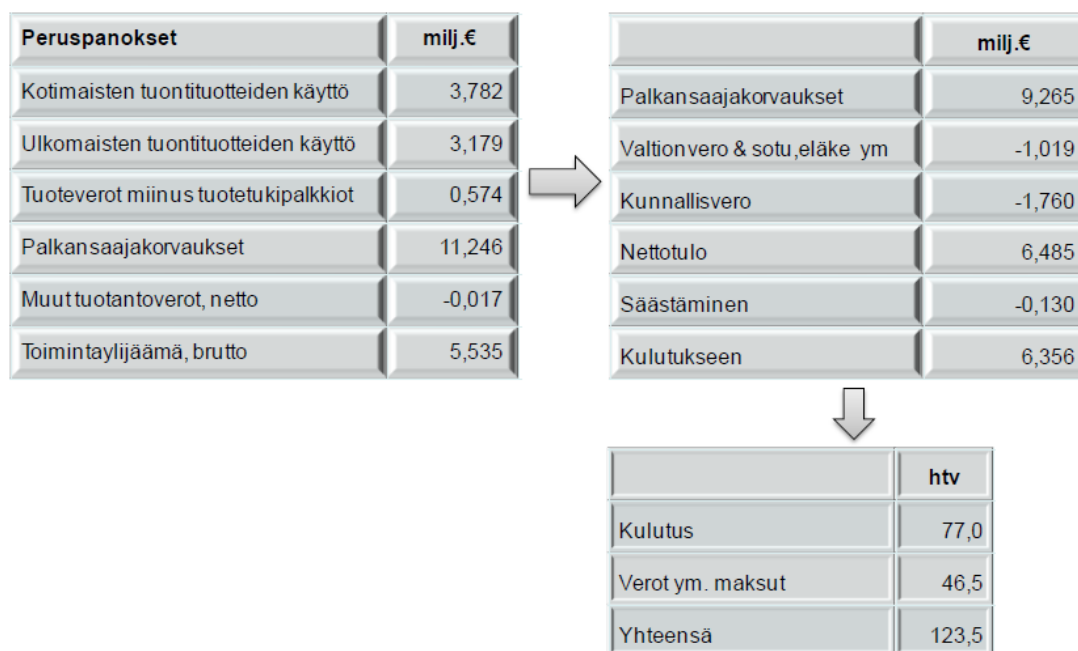 Peruspanokset milj.€
Kotimaisten tuontituotteiden käyttö 3,782
Ulkomaisten tuontituotteiden käyttö 3,179
Tuoteverot miinus tuotetukipalkkiot 0,574
Palkansaajakorvaukset 11,246
Muut tuotantoverot, netto -0,017
Toimintaylijäämä, brutto 5,535
milj.€
Palkansaajakorvaukset 9,265
Valtionvero & sotu,eläke ym -1,019
Kunnallisvero -1,760
Nettotulo 6,485
Säästäminen -0,130
Kulutukseen 6,356
htv
Kulutus 77,0
Verot ym. maksut 46,5
Yhteensä 123,5